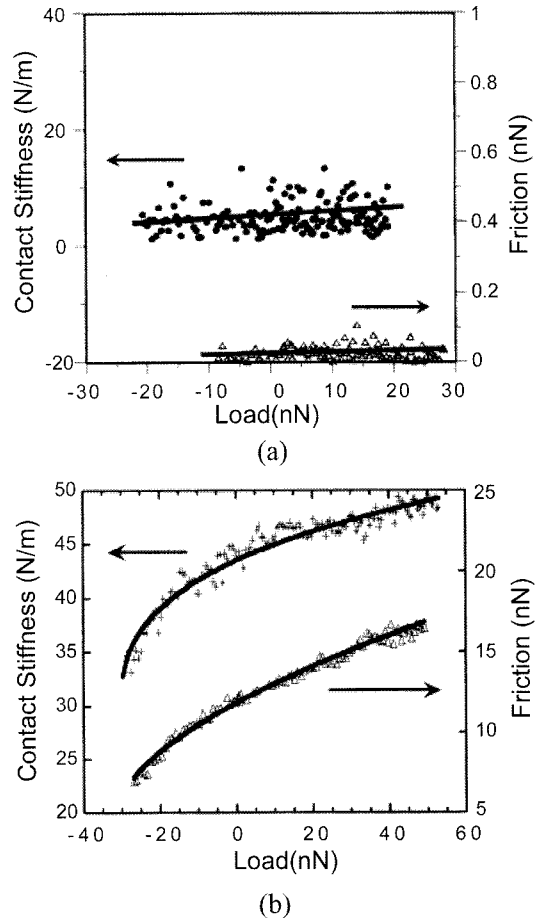 40
20
0
-20
Contact Stiffness (N/m)
1
0.8
0.6
0.4
0.2
0
Friction (nN)
-30 -20 -10 0 10 20 30
Load(nN)
(a)
50
45
40
35
30
25
20
Contact Stiffness (N/m)
25
20
15
10
5
Friction (nN)
-40 -20 0 20 40 60
Load(nN)
(b)